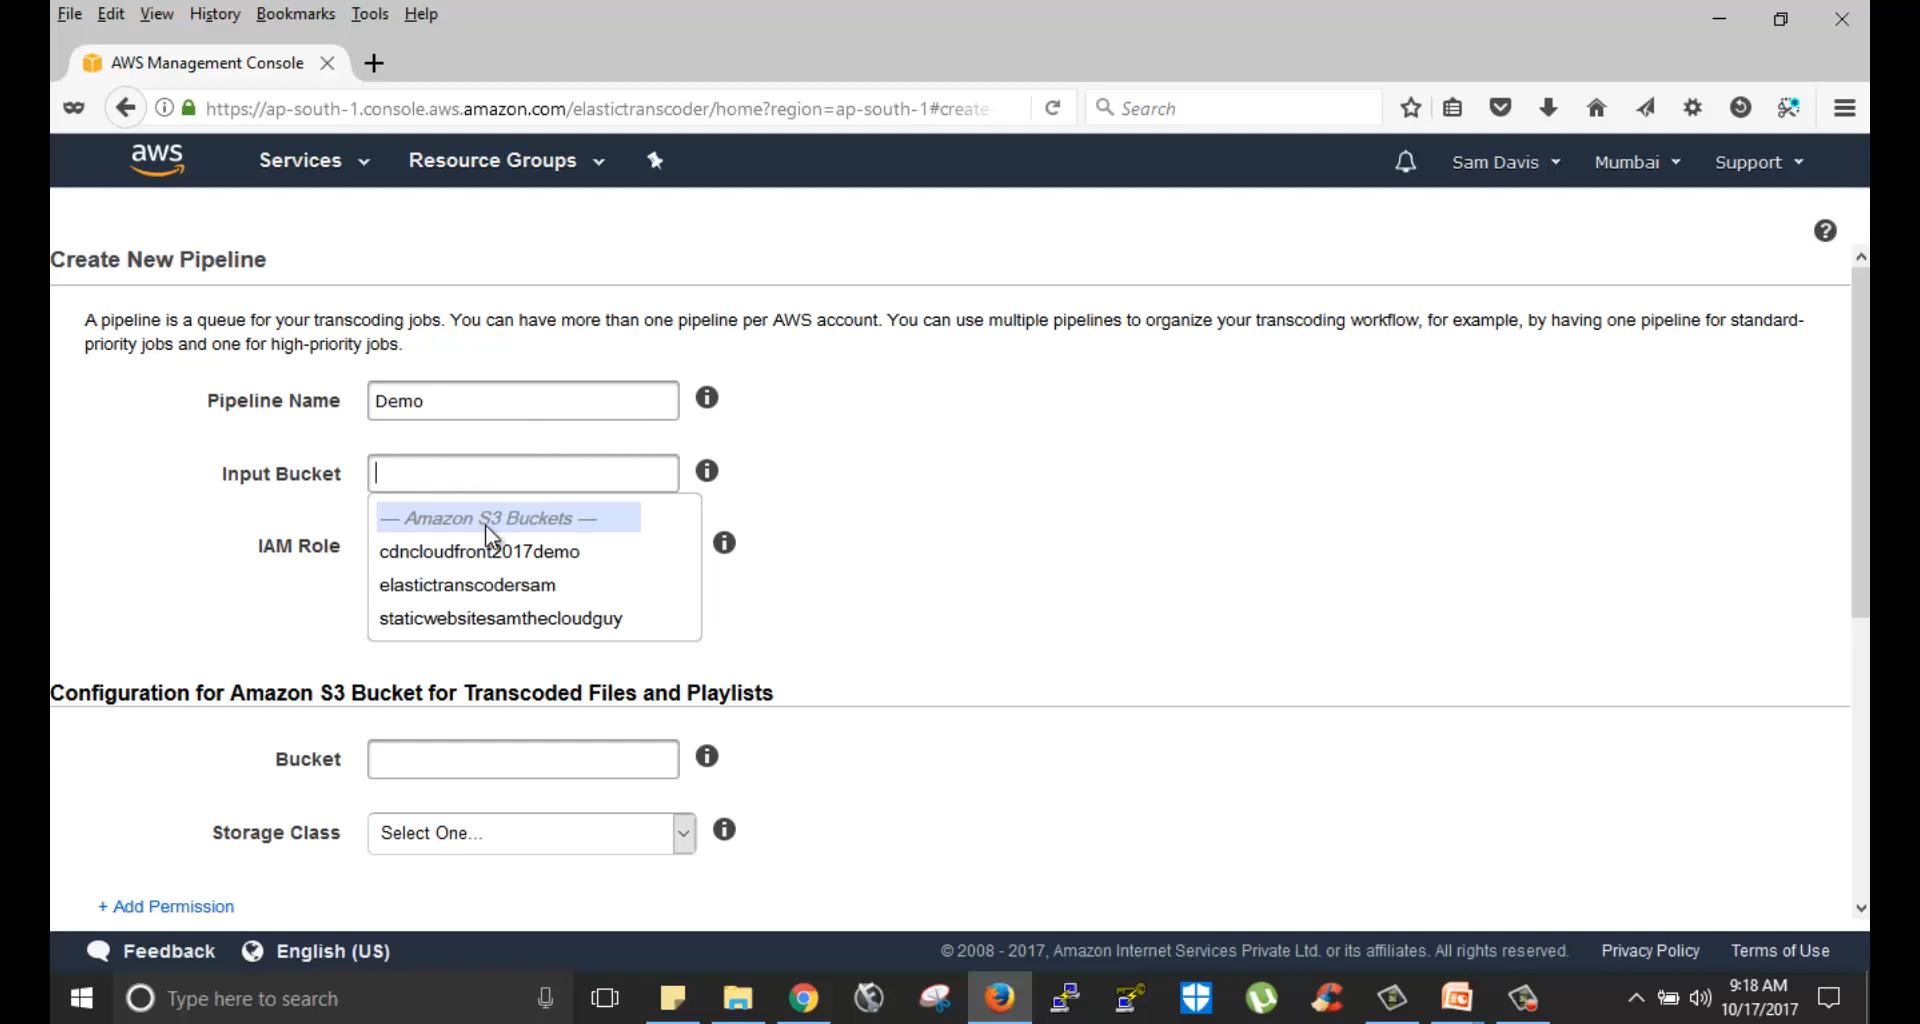 File Edit View History Bookmarks Tools Help
AWS Management Console
https://ap-south-1.console.aws.amazon.com/elastictranscoder/home?region=ap-south-1#create
Search
aws Services Resource Groups Sam Davis Mumbai Support
Create New Pipeline
A pipeline is a queue for your transcoding jobs. You can have more than one pipeline per AWS account. You can use multiple pipelines to organize your transcoding workflow, for example, by having one pipeline for standard-
priority jobs and one for high-priority jobs.
Pipeline Name Demo
Input Bucket
— Amazon S3 Buckets —
IAM Role
cdncloudfront2017demo
elastictranscodersam
staticwebsitesamthecloudguy
Configuration for Amazon S3 Bucket for Transcoded Files and Playlists
Bucket
Storage Class Select One...
+ Add Permission
Feedback English (US) © 2008 - 2017, Amazon Internet Services Private Ltd. or its affiliates. All rights reserved. Privacy Policy Terms of Use
Type here to search
9:18 AM
10/17/2017